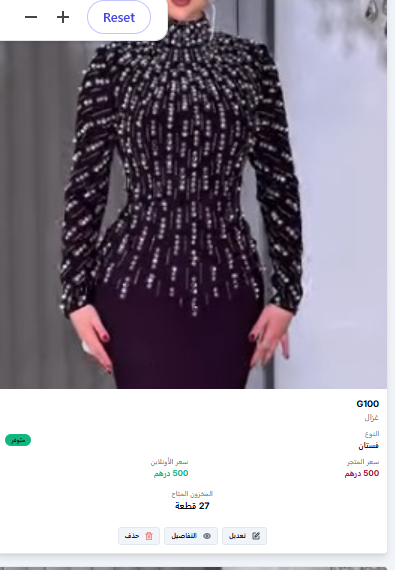 Reset
G100
غزال
النوع
فستان
متوفر
سعر المتجر
500 درهم
سعر الأونلاين
500 درهم
المخزون المتاح
27 قطعة
تعديل
التفاصيل
حذف